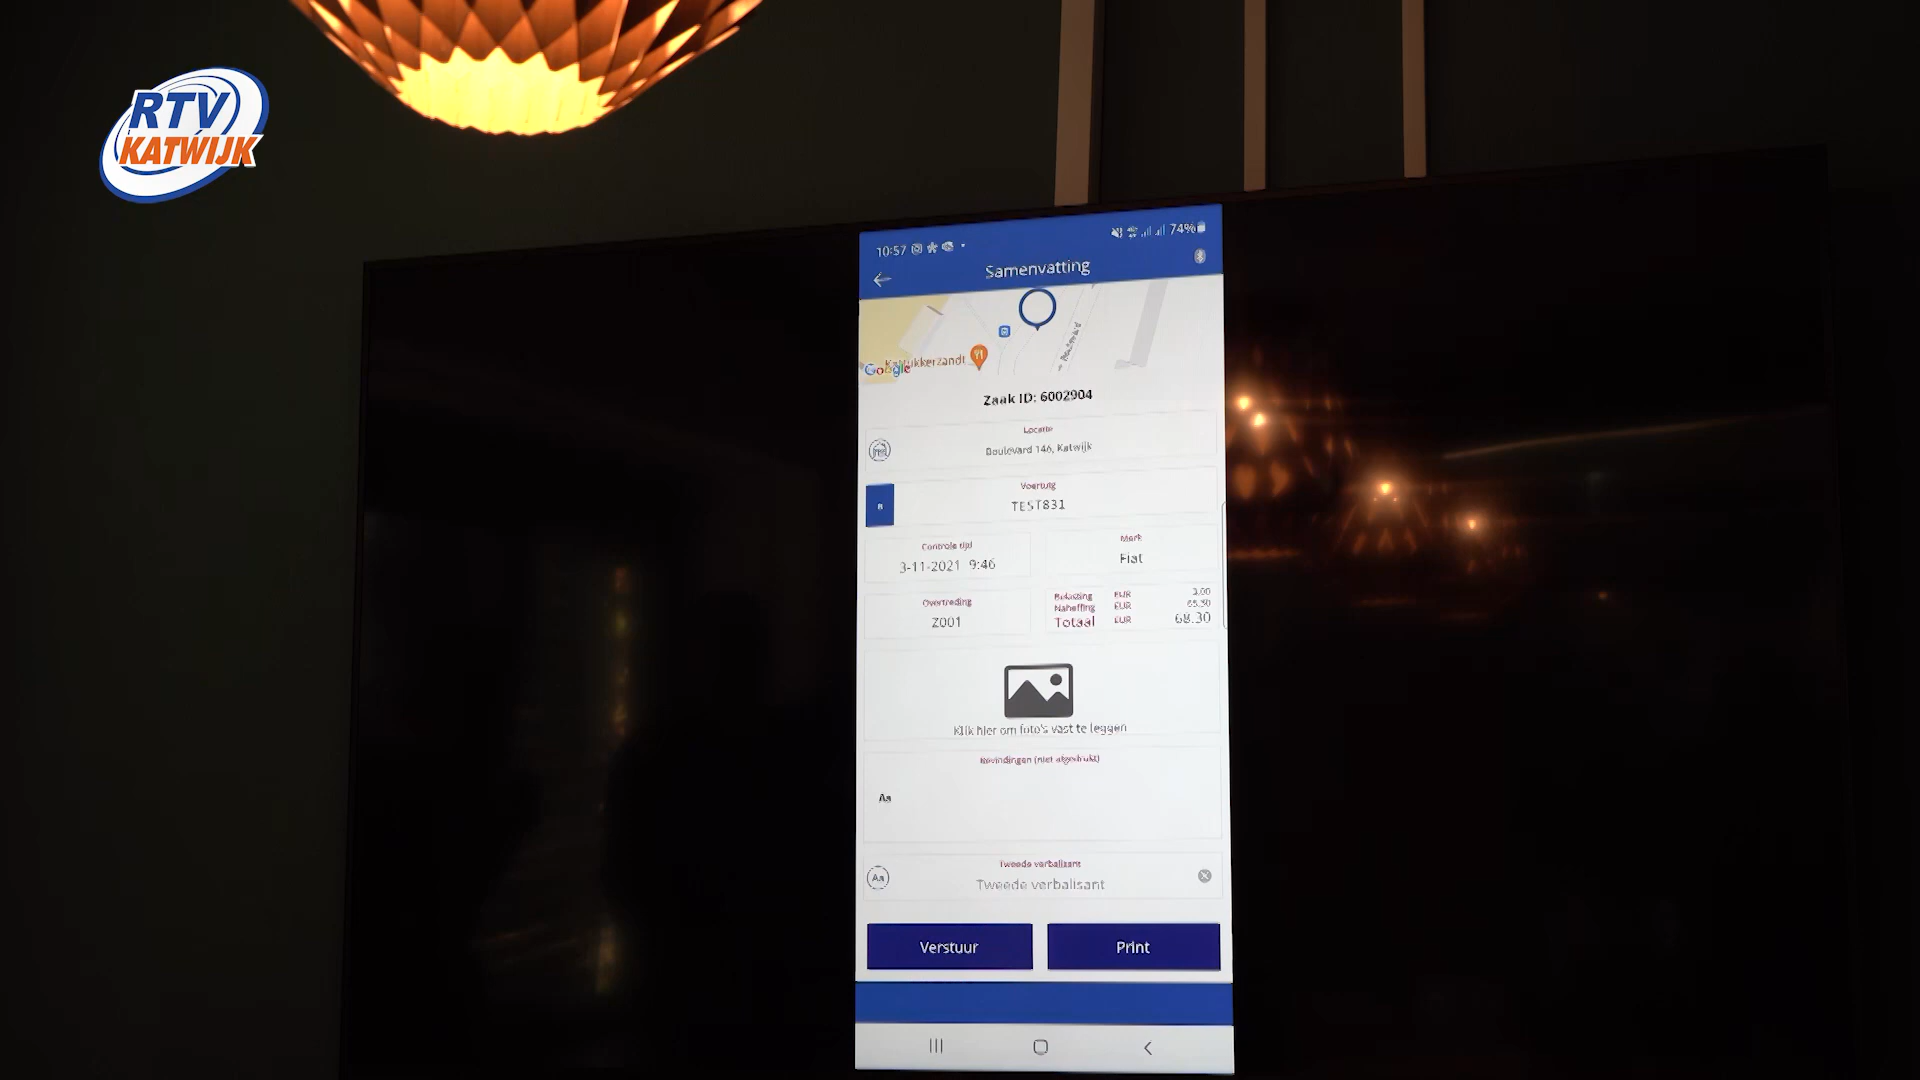 RTV
KATWIJK
10:57
74%
Samenvatting
Katwijkkerzandt
Google
Boulevard
Zaak ID: 6002904
Locatie
Boulevard 146, Katwijk
Voertuig
TEST831
Controle tijd
3-11-2021 9:46
Merk
Fiat
Overtreding
Z001
Belasting EUR 3.00
Naheffing EUR 65.30
Totaal EUR 68.30
Klik hier om foto's vast te leggen
Bevindingen (niet afgedrukt)
Aa
Tweede verbalisant
Aa
Tweede verbalisant
Verstuur
Print